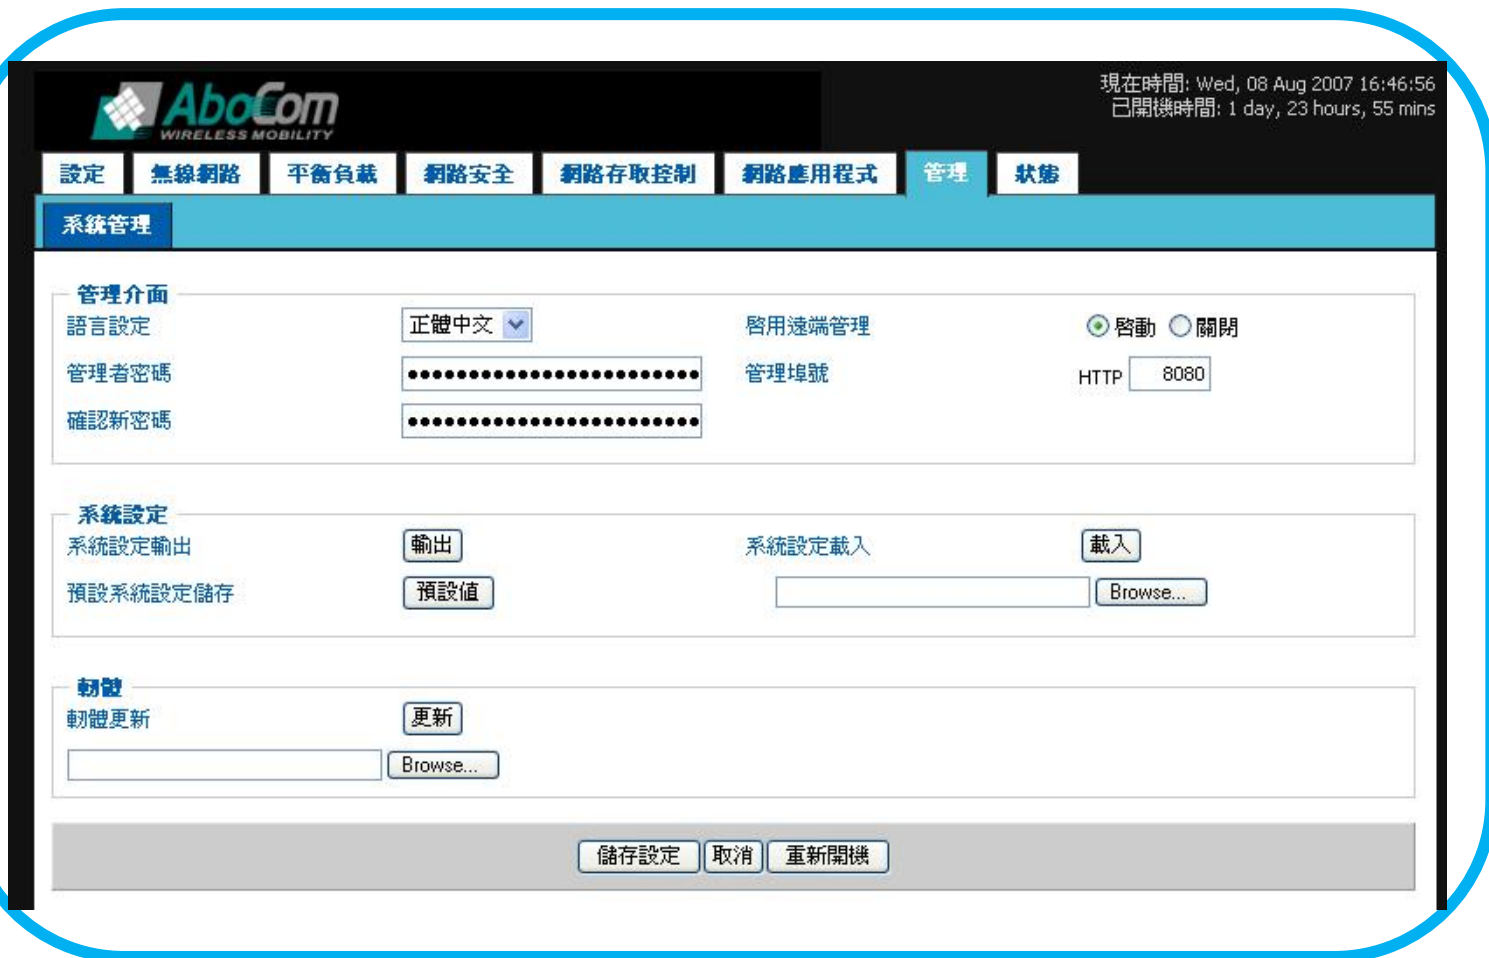 AboCom
WIRELESS MOBILITY
現在時間: Wed, 08 Aug 2007 16:46:56
已開機時間: 1 day, 23 hours, 55 mins
設定 無線網路 平衡負載 網路安全 網路存取控制 網路應用程式 管理 狀態
系統管理
管理介面
語言設定 正體中文 啓用遠端管理 啓動 關閉
管理者密碼 ●●●●●●●●●●●●●●●●●●●●●●●● 管理埠號 HTTP 8080
確認新密碼 ●●●●●●●●●●●●●●●●●●●●●●●●
系統設定
系統設定輸出 輸出 系統設定載入 載入
預設系統設定儲存 預設值 Browse...
韌體
韌體更新 更新
Browse...
儲存設定 取消 重新開機